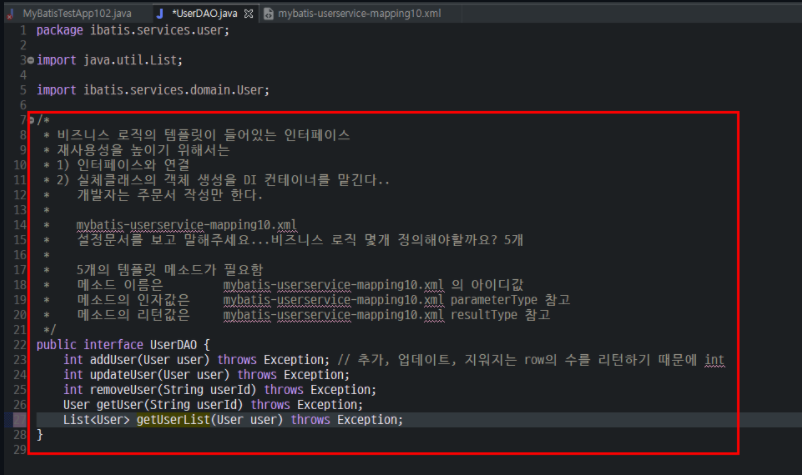 MyBatisTestApp102.java
*UserDAO.java
mybatis-userservice-mapping10.xml
1 package ibatis.services.user;
2
3 import java.util.List;
4
5 import ibatis.services.domain.User;
6
7 /*
8 * 비즈니스 로직의 템플릿이 들어있는 인터페이스
9 * 재사용성을 높이기 위해서는
10 * 1) 인터페이스와 연결
11 * 2) 실체클래스의 객체 생성을 DI 컨테이너를 맡긴다..
12 * 개발자는 주문서 작성만 한다.
13 *
14 * mybatis-userservice-mapping10.xml
15 * 설정문서를 보고 말해주세요...비즈니스 로직 몇개 정의해야할까요? 5개
16 *
17 * 5개의 템플릿 메소드가 필요함
18 * 메소드 이름은 mybatis-userservice-mapping10.xml 의 아이디값
19 * 메소드의 인자값은 mybatis-userservice-mapping10.xml parameterType 참고
20 * 메소드의 리턴값은 mybatis-userservice-mapping10.xml resultType 참고
21 */
22 public interface UserDAO {
23 int addUser(User user) throws Exception; // 추가, 업데이트, 지워지는 row의 수를 리턴하기 때문에 int
24 int updateUser(User user) throws Exception;
25 int removeUser(String userId) throws Exception;
26 User getUser(String userId) throws Exception;
27 List<User> getUserList(User user) throws Exception;
28 }
29